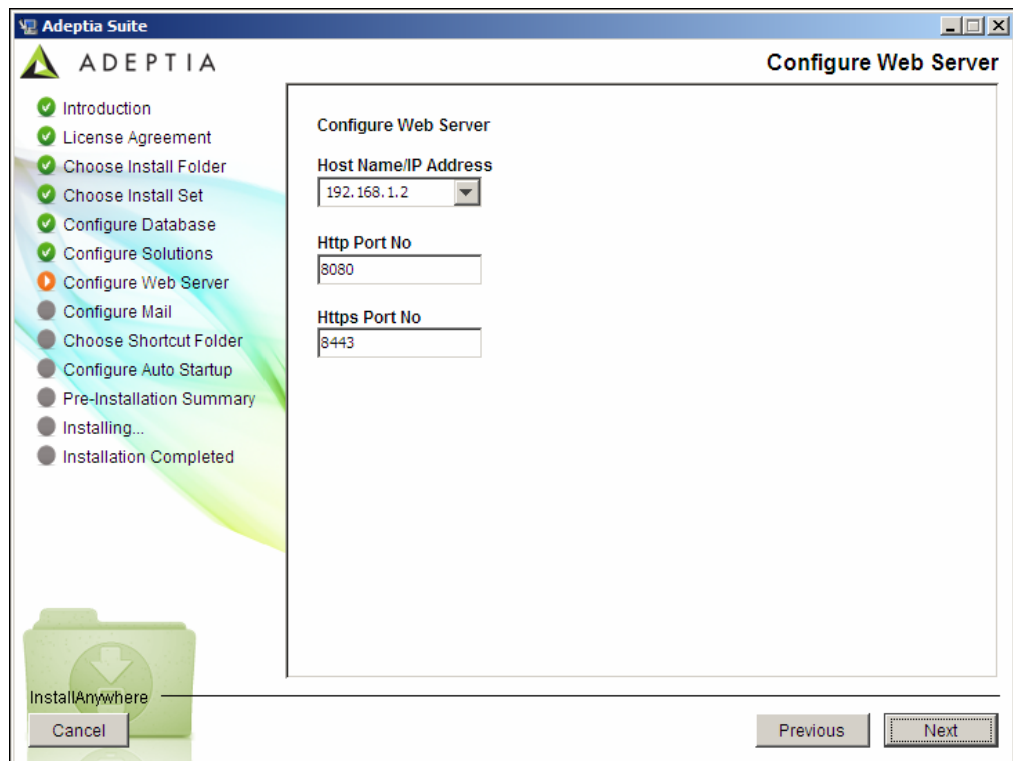 Adeptia Suite
ADEPTIA
Configure Web Server
Introduction
License Agreement
Choose Install Folder
Choose Install Set
Configure Database
Configure Solutions
Configure Web Server
Configure Mail
Choose Shortcut Folder
Configure Auto Startup
Pre-Installation Summary
Installing...
Installation Completed
Configure Web Server
Host Name/IP Address
192.168.1.2
Http Port No
8080
Https Port No
8443
InstallAnywhere
Cancel
Previous
Next